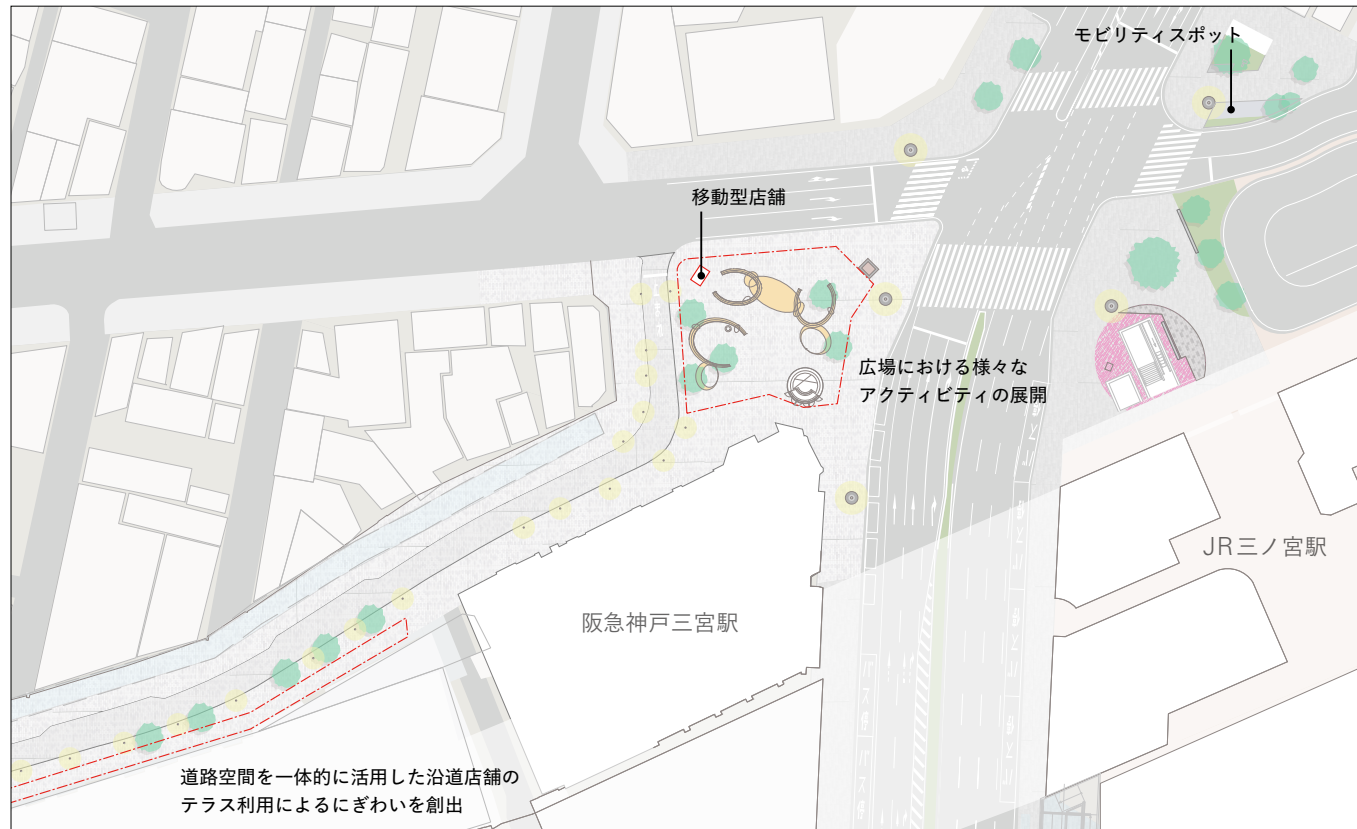 モビリティスポット
移動型店舗
広場における様々な
アクティビティの展開
JR三ノ宮駅
阪急神戸三宮駅
道路空間を一体的に活用した沿道店舗の
テラス利用によるにぎわいを創出